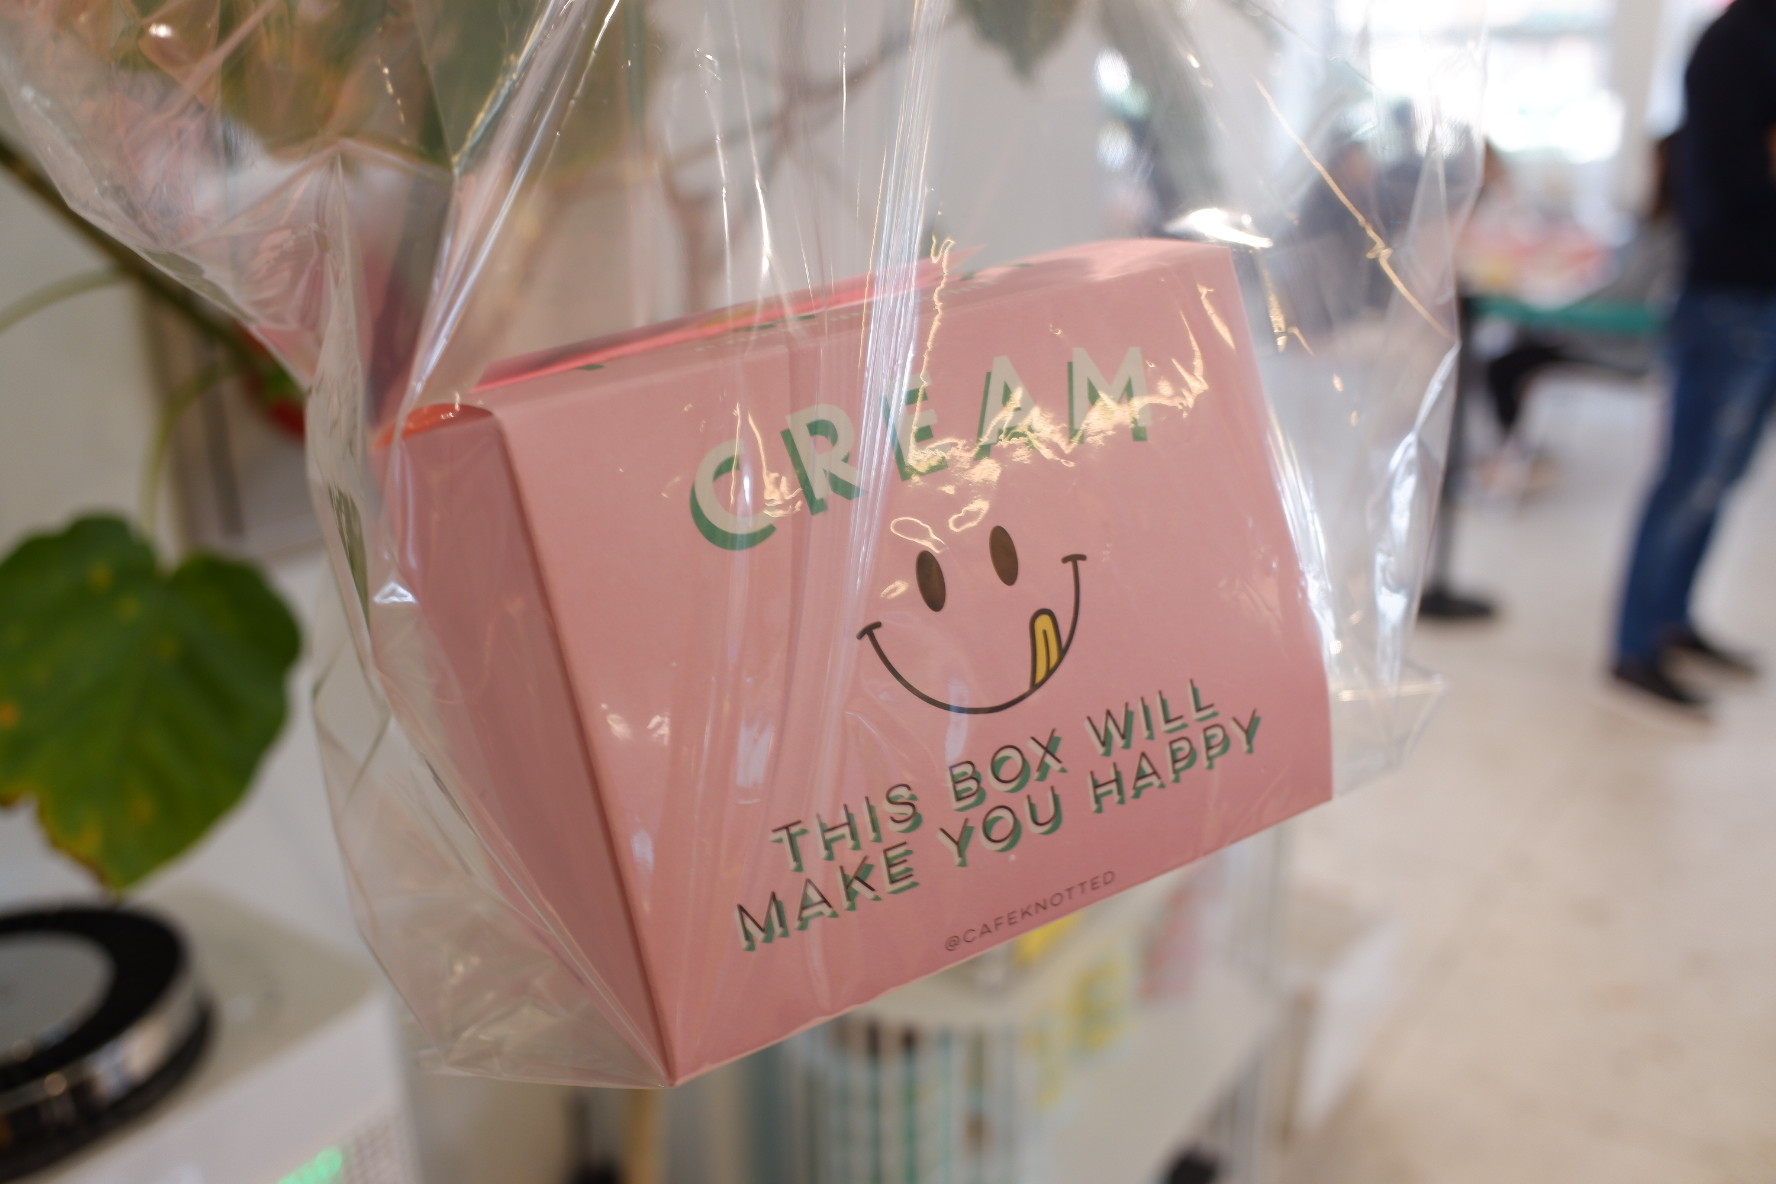 CREAM
THIS BOX WILL
MAKE YOU HAPPY
@CAFEKNOTTED